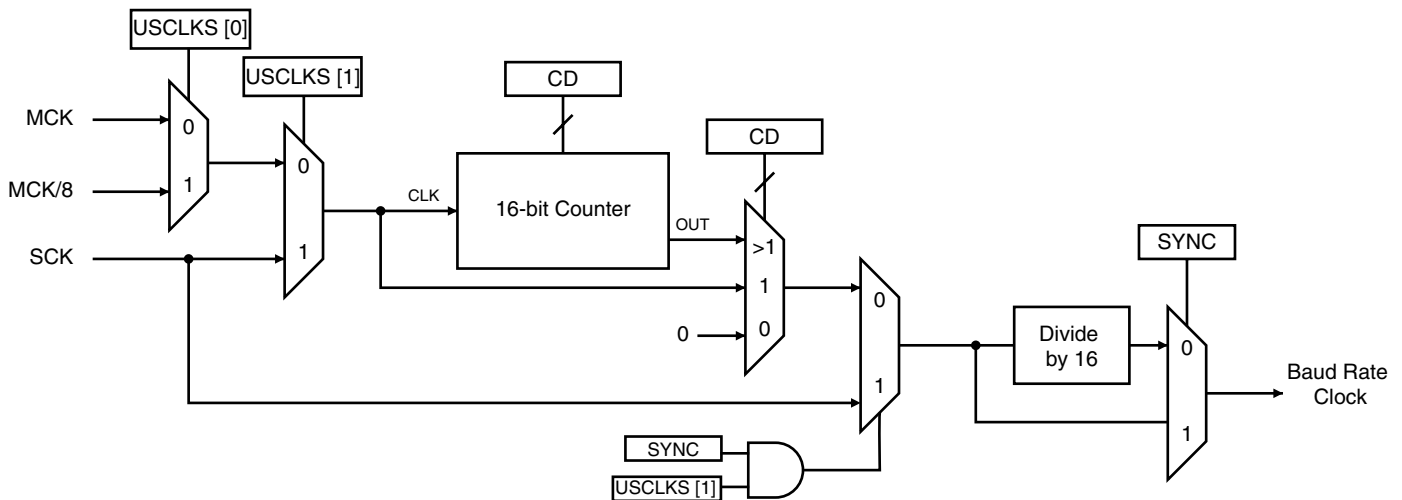 USCLKS [0]
USCLKS [1]
CD
MCK
0
CD
0
MCK/8
1
CLK
16-bit Counter
OUT
SYNC
>1
SCK
1
1
0
0
0
Divide
by 16
0
1
Baud Rate
Clock
1
SYNC
USCLKS [1]